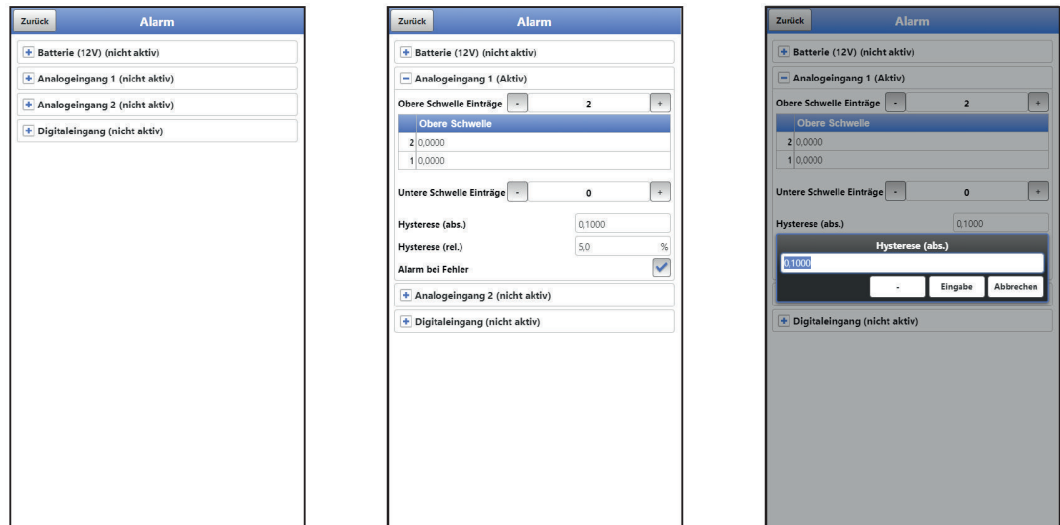 Zurück Alarm
Batterie (12V) (nicht aktiv)
Analogeingang 1 (nicht aktiv)
Analogeingang 2 (nicht aktiv)
Digitaleingang (nicht aktiv)
Zurück Alarm
Batterie (12V) (nicht aktiv)
Analogeingang 1 (Aktiv)
Obere Schwelle Einträge - 2 +
Obere Schwelle
2 0,0000
1 0,0000
Untere Schwelle Einträge - 0 +
Hysterese (abs.) 0,1000
Hysterese (rel.) 5,0 %
Alarm bei Fehler
Analogeingang 2 (nicht aktiv)
Digitaleingang (nicht aktiv)
Zurück Alarm
Batterie (12V) (nicht aktiv)
Analogeingang 1 (Aktiv)
Obere Schwelle Einträge - 2 +
Obere Schwelle
2 0,0000
1 0,0000
Untere Schwelle Einträge - 0 +
Hysterese (abs.) 0,1000
Hysterese (abs.)
0,1000
- Eingabe Abbrechen
Digitaleingang (nicht aktiv)